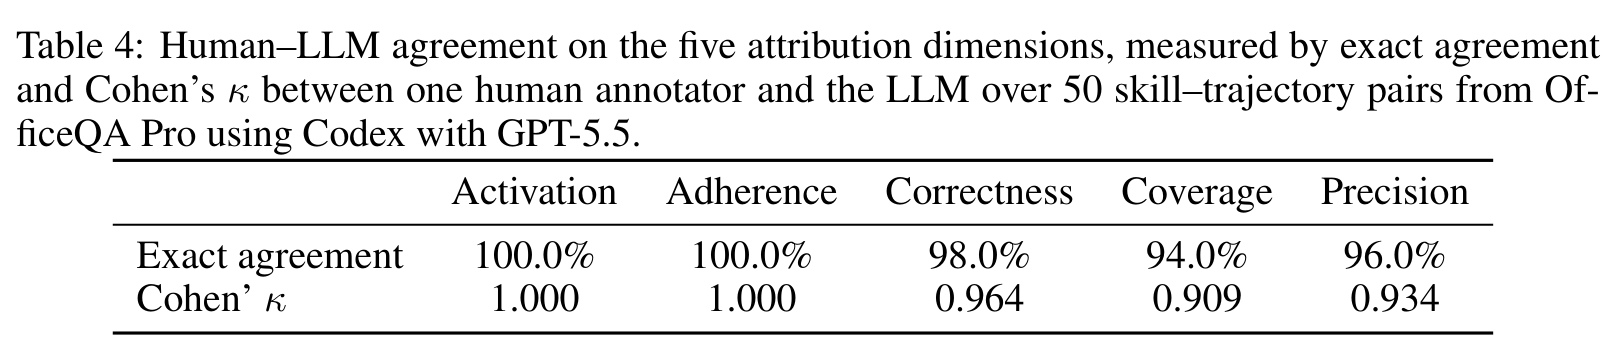 Table 4: Human–LLM agreement on the five attribution dimensions, measured by exact agreement
and Cohen's κ between one human annotator and the LLM over 50 skill–trajectory pairs from Of-
ficeQA Pro using Codex with GPT-5.5.
Activation Adherence Correctness Coverage Precision
Exact agreement 100.0% 100.0% 98.0% 94.0% 96.0%
Cohen' κ 1.000 1.000 0.964 0.909 0.934